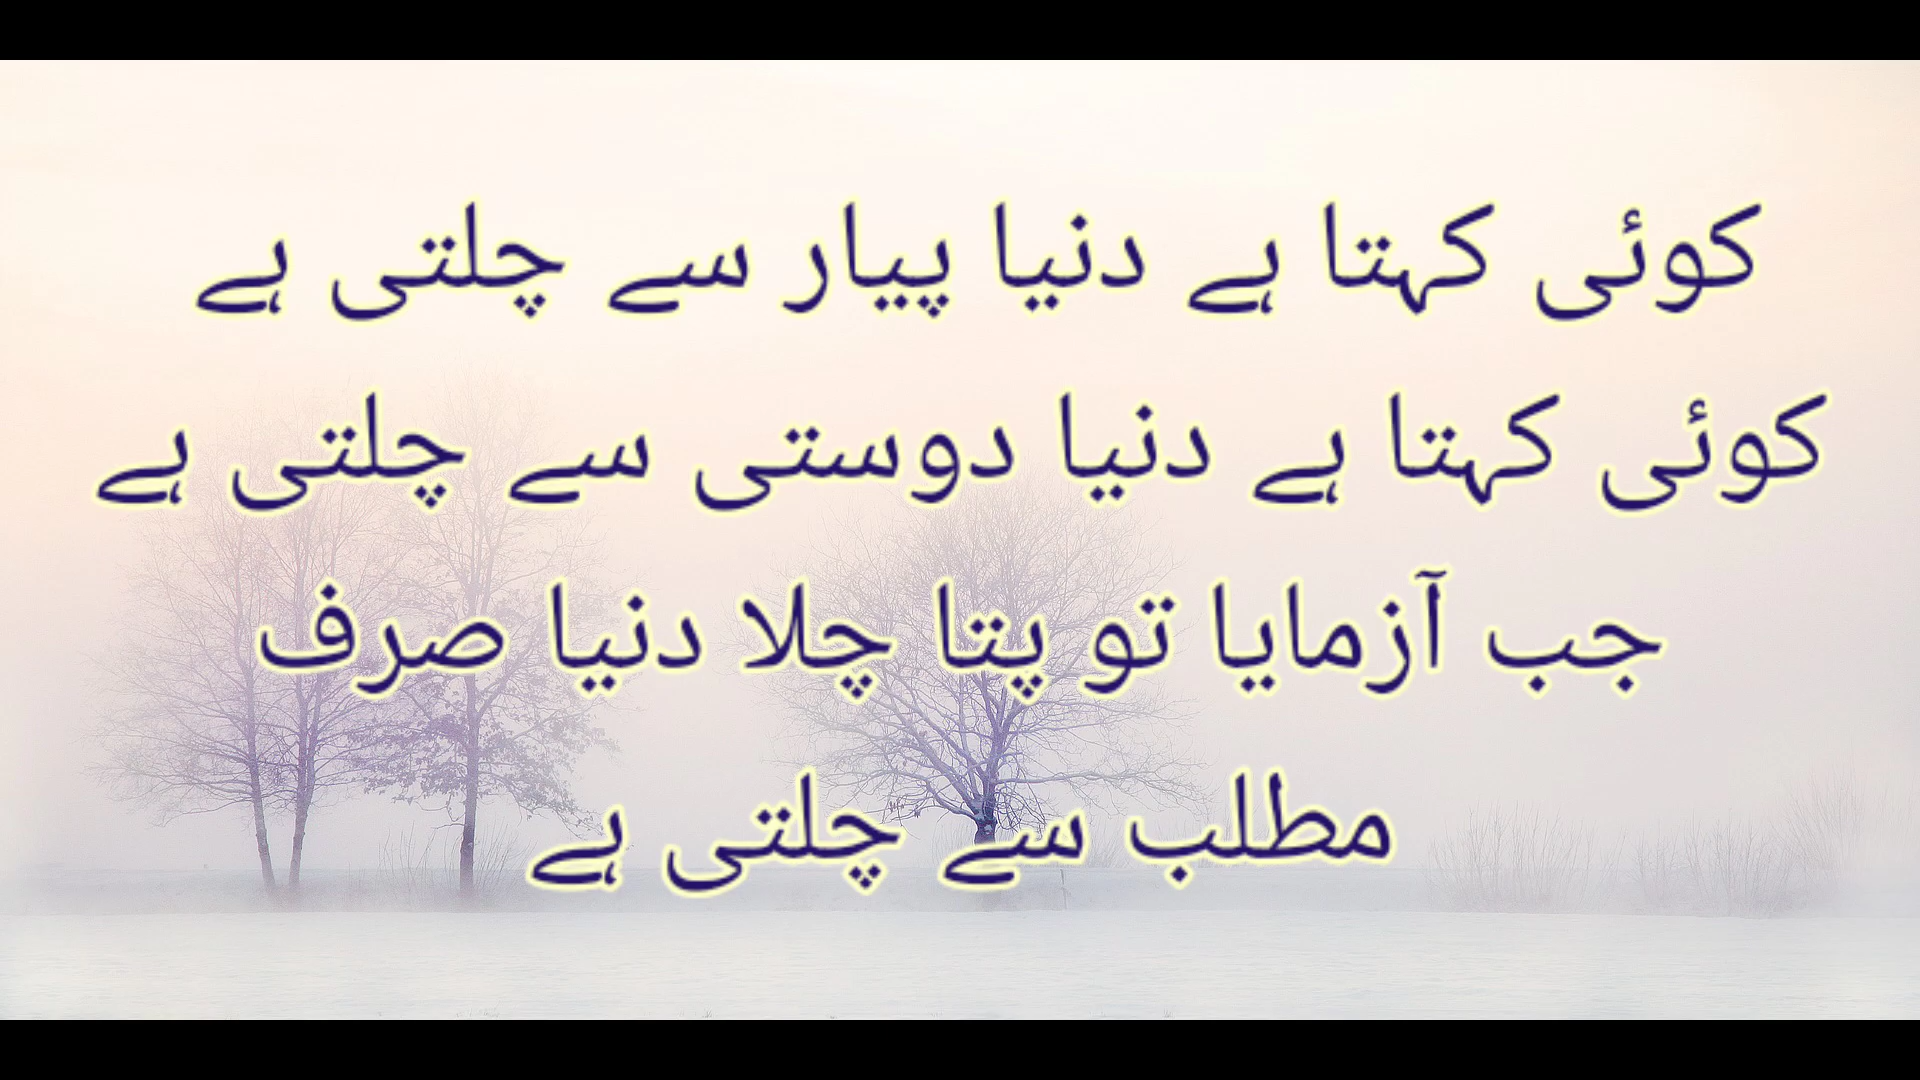 کوئی کہتا ہے دنیا پیار سے چلتی ہے
کوئی کہتا ہے دنیا دوستی سے چلتی ہے
جب آزمایا تو پتا چلا دنیا صرف
مطلب سے چلتی ہے